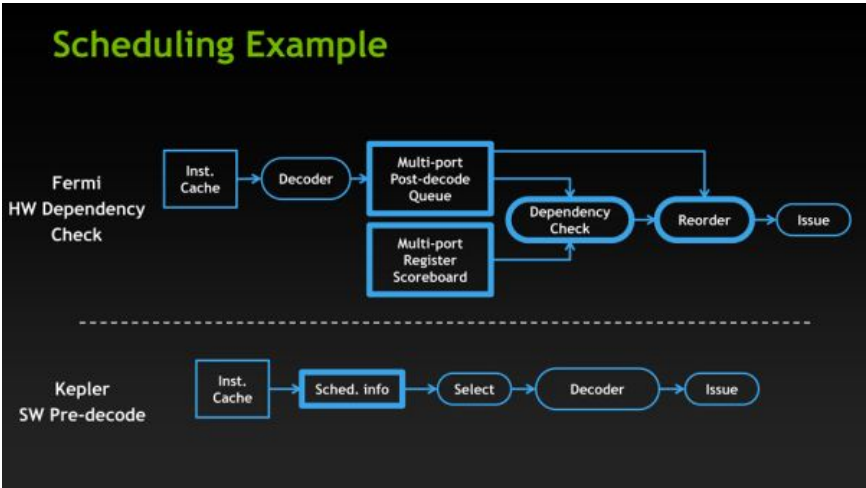 Scheduling Example
Fermi
HW Dependency
Check
Inst.
Cache
Decoder
Multi-port
Post-decode
Queue
Multi-port
Register
Scoreboard
Dependency
Check
Reorder
Issue
Kepler
SW Pre-decode
Inst.
Cache
Sched. info
Select
Decoder
Issue